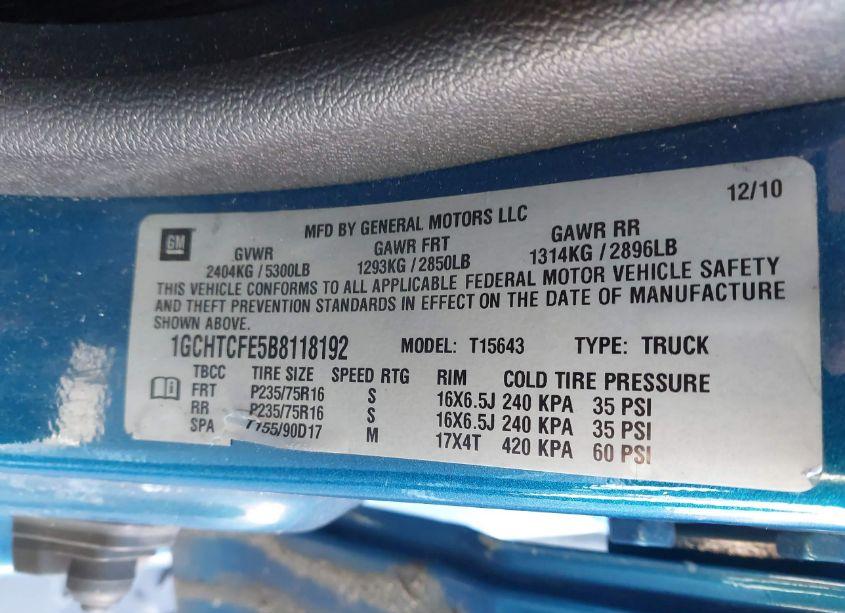 12/10
MFD BY GENERAL MOTORS LLC
GM
GVWR GAWR FRT GAWR RR
2404KG / 5300LB 1293KG / 2850LB 1314KG / 2896LB
THIS VEHICLE CONFORMS TO ALL APPLICABLE FEDERAL MOTOR VEHICLE SAFETY
AND THEFT PREVENTION STANDARDS IN EFFECT ON THE DATE OF MANUFACTURE
SHOWN ABOVE.
1GCHTCFE5B8118192 MODEL: T15643 TYPE: TRUCK
TBCC TIRE SIZE SPEED RTG RIM COLD TIRE PRESSURE
FRT P235/75R16 S 16X6.5J 240 KPA 35 PSI
RR P235/75R16 S 16X6.5J 240 KPA 35 PSI
SPA T155/90D17 M 17X4T 420 KPA 60 PSI